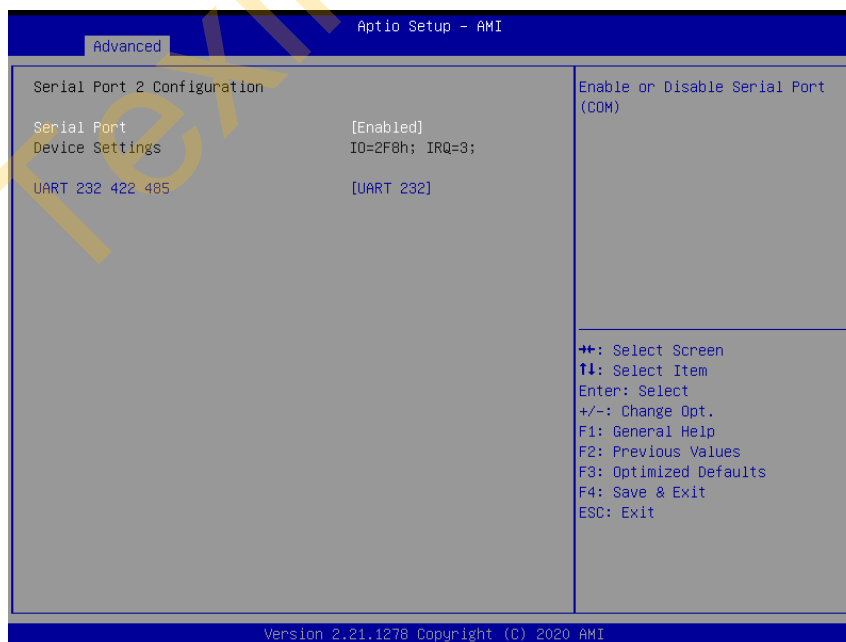 Aptio Setup – AMI
Advanced
Serial Port 2 Configuration
Serial Port [Enabled]
Device Settings IO=2F8h; IRQ=3;
UART 232 422 485 [UART 232]
Enable or Disable Serial Port
(COM)
→←: Select Screen
↑↓: Select Item
Enter: Select
+/-: Change Opt.
F1: General Help
F2: Previous Values
F3: Optimized Defaults
F4: Save & Exit
ESC: Exit
Version 2.21.1278 Copyright (C) 2020 AMI